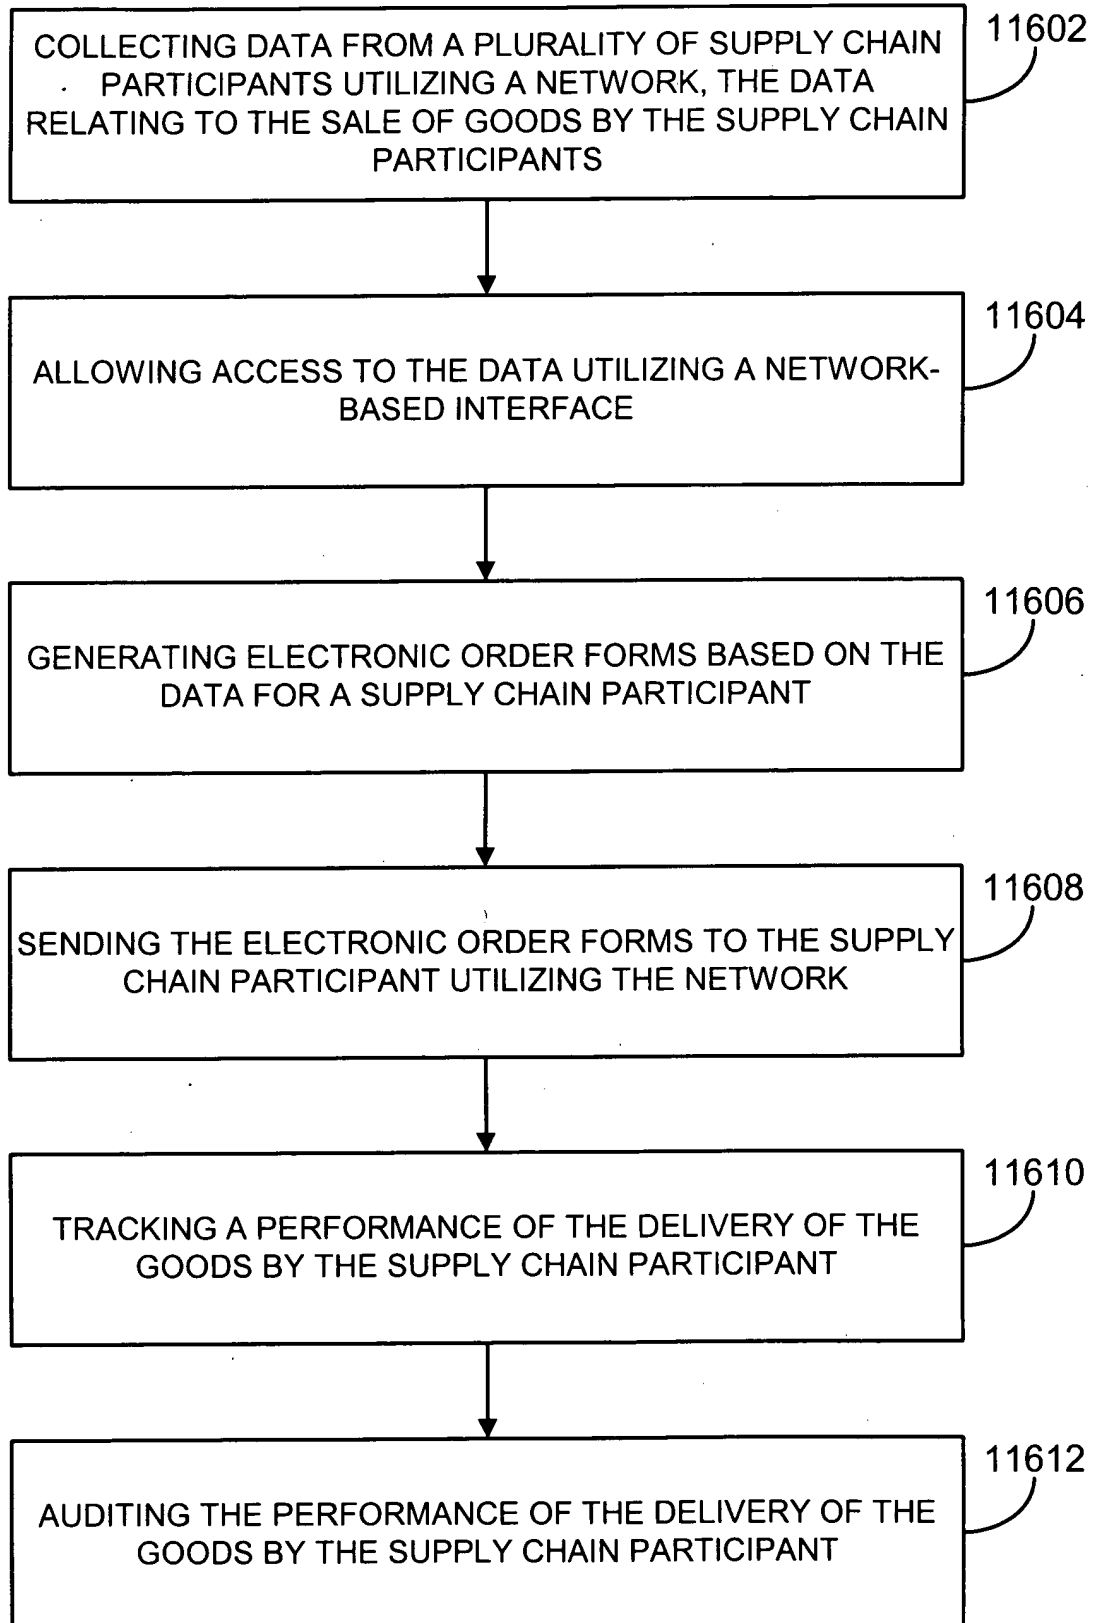 11602
COLLECTING DATA FROM A PLURALITY OF SUPPLY CHAIN
PARTICIPANTS UTILIZING A NETWORK, THE DATA
RELATING TO THE SALE OF GOODS BY THE SUPPLY CHAIN
PARTICIPANTS
11604
ALLOWING ACCESS TO THE DATA UTILIZING A NETWORK-
BASED INTERFACE
11606
GENERATING ELECTRONIC ORDER FORMS BASED ON THE
DATA FOR A SUPPLY CHAIN PARTICIPANT
11608
SENDING THE ELECTRONIC ORDER FORMS TO THE SUPPLY
CHAIN PARTICIPANT UTILIZING THE NETWORK
11610
TRACKING A PERFORMANCE OF THE DELIVERY OF THE
GOODS BY THE SUPPLY CHAIN PARTICIPANT
11612
AUDITING THE PERFORMANCE OF THE DELIVERY OF THE
GOODS BY THE SUPPLY CHAIN PARTICIPANT